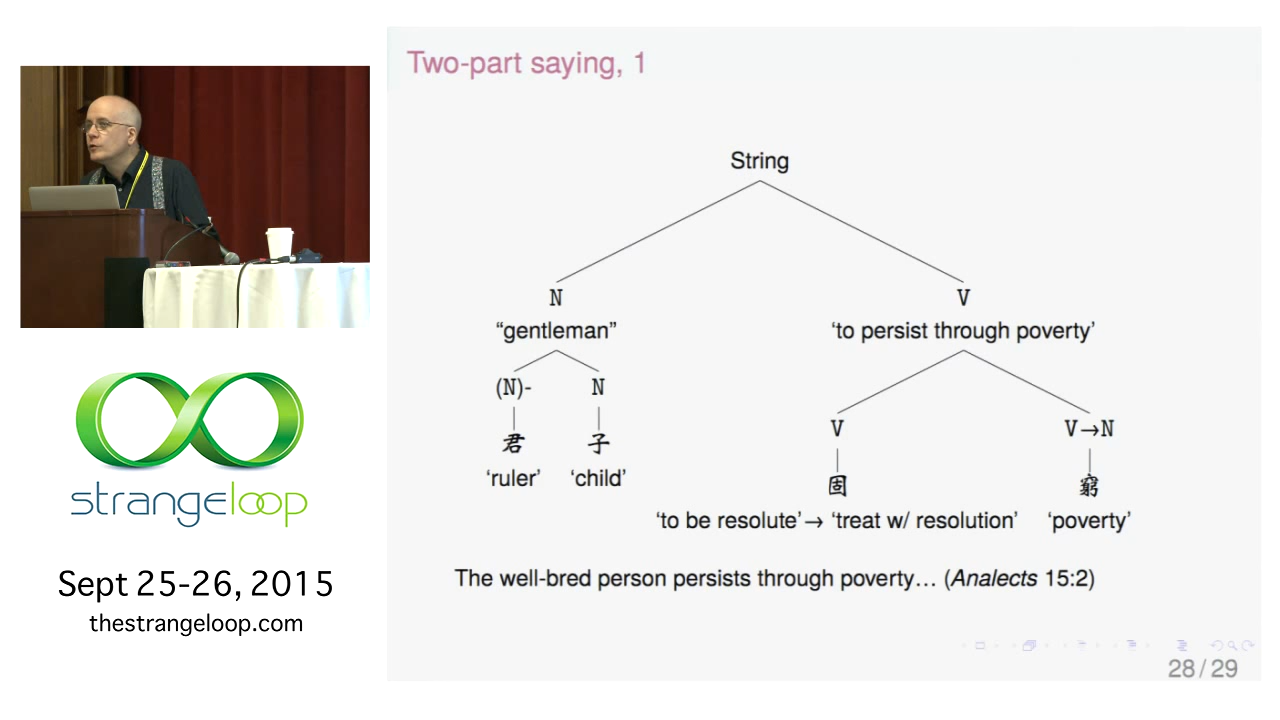 Two-part saying, 1
String
N V
“gentleman” ‘to persist through poverty’
(N)- N V V→N
君 子 固 窮
‘ruler’ ‘child’
‘to be resolute’→ ‘treat w/ resolution’ ‘poverty’
The well-bred person persists through poverty… (Analects 15:2)
28 / 29
strangeloop
Sept 25-26, 2015
thestrangeloop.com